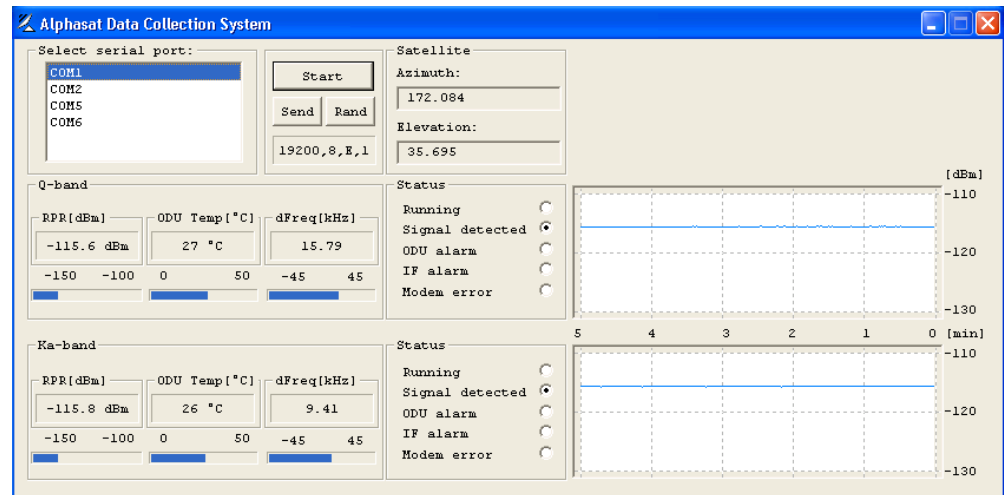 Alphasat Data Collection System
Select serial port:
COM1
COM2
COM5
COM6
Start
Send Rand
19200,8,E,1
Satellite
Azimuth:
172.084
Elevation:
35.695
Q-band
RPR[dBm] ODU Temp[°C] dFreq[kHz]
-115.6 dBm 27 °C 15.79
-150 -100 0 50 -45 45
Status
Running
Signal detected
ODU alarm
IF alarm
Modem error
[dBm]
-110
-120
-130
5 4 3 2 1 0 [min]
Ka-band
RPR[dBm] ODU Temp[°C] dFreq[kHz]
-115.8 dBm 26 °C 9.41
-150 -100 0 50 -45 45
Status
Running
Signal detected
ODU alarm
IF alarm
Modem error
-110
-120
-130